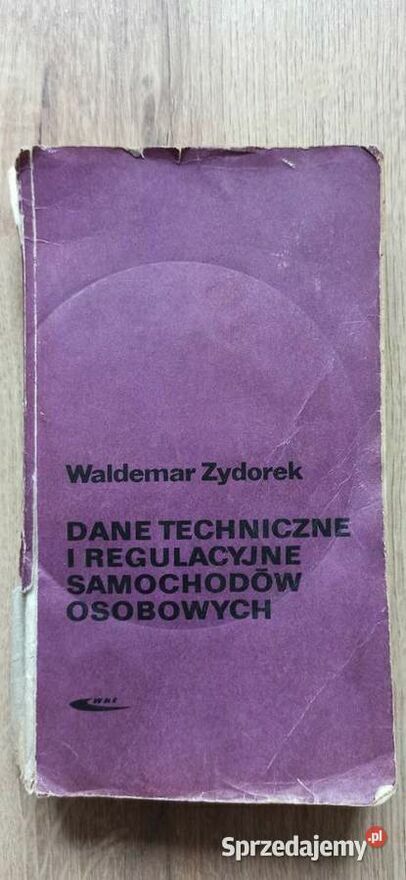 Waldemar Zydorek
DANE TECHNICZNE
I REGULACYJNE
SAMOCHODÓW
OSOBOWYCH
WKŁ
Sprzedajemy.pl